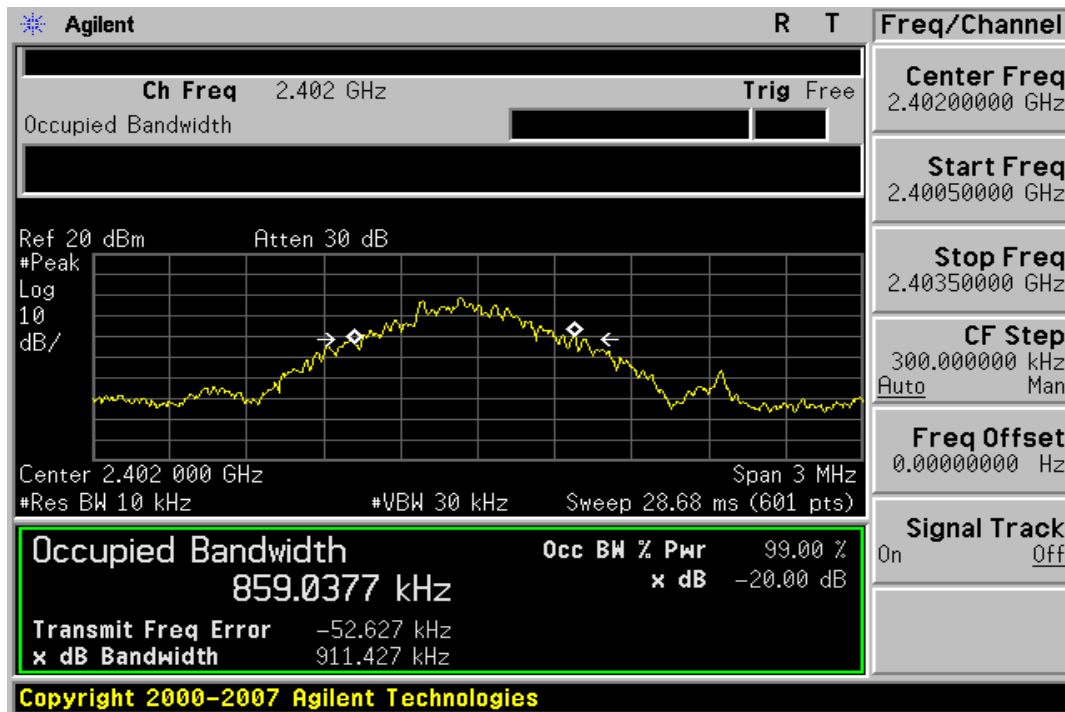 Agilent R T
Freq/Channel
Ch Freq 2.402 GHz Trig Free
Occupied Bandwidth
Ref 20 dBm Atten 30 dB
#Peak
Log
10
dB/
Center 2.402 000 GHz Span 3 MHz
#Res BW 10 kHz #VBW 30 kHz Sweep 28.68 ms (601 pts)
Occupied Bandwidth
859.0377 kHz
Occ BW % Pwr 99.00 %
x dB -20.00 dB
Transmit Freq Error -52.627 kHz
x dB Bandwidth 911.427 kHz
Center Freq
2.40200000 GHz
Start Freq
2.40050000 GHz
Stop Freq
2.40350000 GHz
CF Step
300.000000 kHz
Auto Man
Freq Offset
0.00000000 Hz
Signal Track
On Off
Copyright 2000-2007 Agilent Technologies